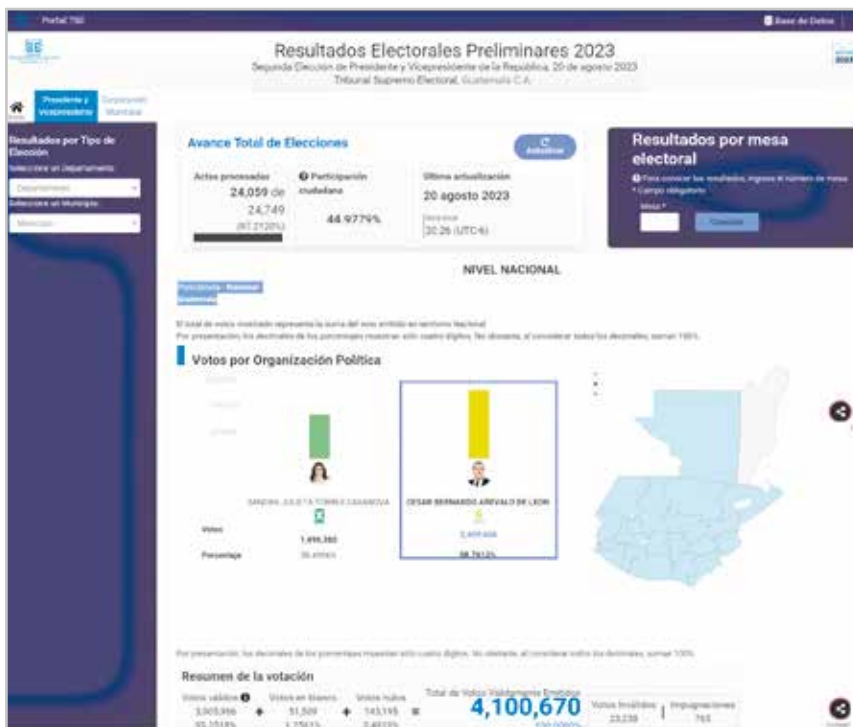 Portal TSE
Base de Datos
Resultados Electorales Preliminares 2023
Segunda Elección de Presidente y Vicepresidente de la República, 20 de agosto 2023
Tribunal Supremo Electoral, Guatemala C.A.
Presidente y Vicepresidente
Corporación Municipal
Resultados por Tipo de
Elección
Seleccione un Departamento:
Departamento
Seleccione un Municipio:
Municipio
Avance Total de Elecciones
Actualizar
Actas procesadas
24,059 de
24,749
Participación
ciudadana
44.9779%
Última actualización
20 agosto 2023
20:26 (UTC-6)
Resultados por mesa
electoral
Para conocer los resultados, ingrese el número de mesa
* Campo obligatorio
Mesa *
Consultar
NIVEL NACIONAL
Presidencia - Nacional
Guatemala
El total de votos mostrado representa la suma del voto emitido en territorio Nacional
Por presentación, los decimales de los porcentajes muestran sólo cuatro dígitos. No obstante, al considerar todos los decimales, suman 100%.
Votos por Organización Política
SANDRA JULIETA TORRES CASANOVA
CESAR BERNARDO AREVALO DE LEON
Votos
Porcentaje
Por presentación, los decimales de los porcentajes muestran sólo cuatro dígitos. No obstante, al considerar todos los decimales, suman 100%.
Resumen de la votación
Votos válidos
+
Votos en blanco
51,509
+
Votos nulos
143,195
=
Total de Votos Válidamente Emitidos
4,100,670
Votos Inválidos
23,238
Impugnaciones